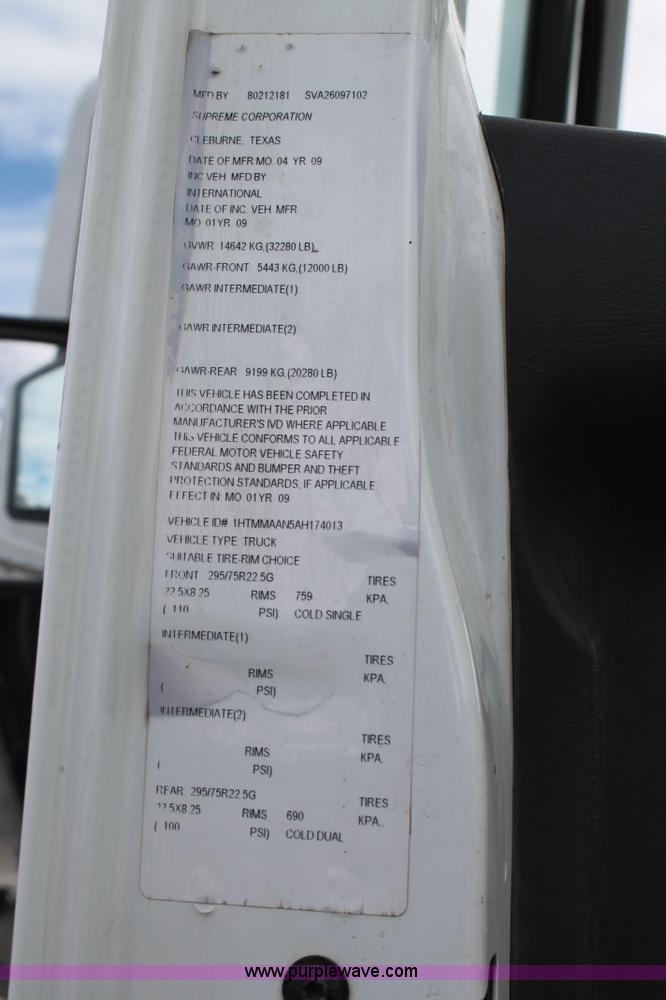 MFD BY 80212181 SVA26097102
SUPREME CORPORATION
CLEBURNE, TEXAS
DATE OF MFR MO. 04 YR 09
INC VEH. MFD BY
INTERNATIONAL
DATE OF INC. VEH. MFR
MO. 01 YR. 09
GVWR 14642 KG,(32280 LB),
GAWR-FRONT: 5443 KG,(12000 LB)
GAWR INTERMEDIATE(1)
GAWR INTERMEDIATE(2)
GAWR-REAR: 9199 KG,(20280 LB)
THIS VEHICLE HAS BEEN COMPLETED IN
ACCORDANCE WITH THE PRIOR
MANUFACTURER'S IVD WHERE APPLICABLE
THIS VEHICLE CONFORMS TO ALL APPLICABLE
FEDERAL MOTOR VEHICLE SAFETY
STANDARDS AND BUMPER AND THEFT
PROTECTION STANDARDS, IF APPLICABLE
EFFECT IN: MO. 01 YR. 09
VEHICLE ID# 1HTMMAAN5AH174013
VEHICLE TYPE: TRUCK
SUITABLE TIRE-RIM CHOICE
FRONT: 295/75R22.5G TIRES
22.5X8.25 RIMS 759 KPA.
( 110 PSI) COLD SINGLE
INTERMEDIATE(1)
TIRES
RIMS KPA.
( PSI)
INTERMEDIATE(2)
TIRES
RIMS KPA.
( PSI)
REAR: 295/75R22.5G TIRES
22.5X8.25 RIMS 690 KPA.
( 100 PSI) COLD DUAL
www.purplewave.com